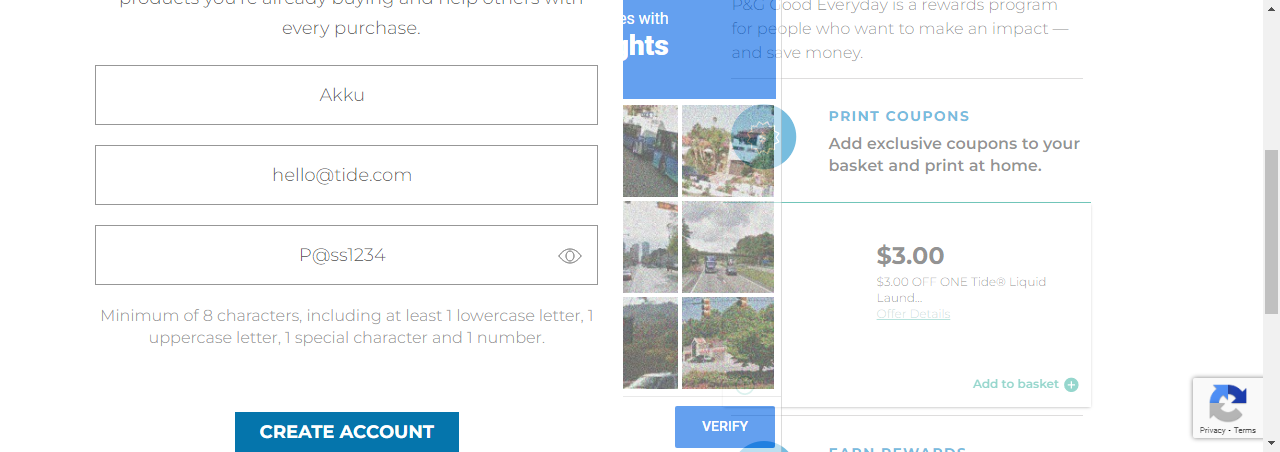 products you're already buying and help others with
every purchase.
Akku
hello@tide.com
P@ss1234
Minimum of 8 characters, including at least 1 lowercase letter, 1
uppercase letter, 1 special character and 1 number.
CREATE ACCOUNT
es with
ghts
VERIFY
P&G Good Everyday is a rewards program
for people who want to make an impact —
and save money.
PRINT COUPONS
Add exclusive coupons to your
basket and print at home.
$3.00
$3.00 OFF ONE Tide® Liquid
Laund...
Offer Details
Add to basket
EARN REWARDS
Privacy - Terms